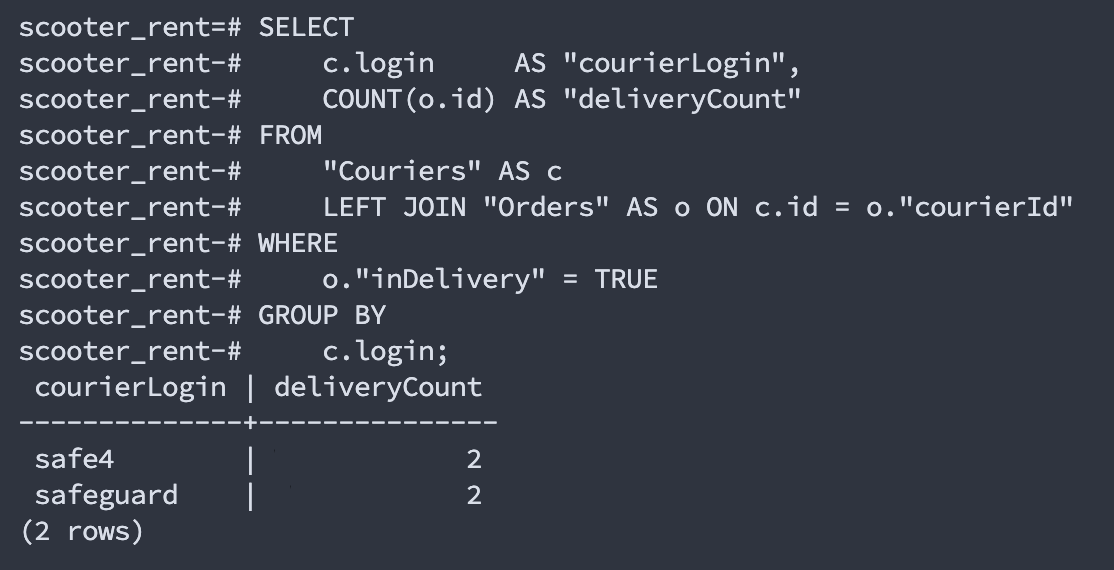 scooter_rent=# SELECT
scooter_rent-#     c.login     AS "courierLogin",
scooter_rent-#     COUNT(o.id) AS "deliveryCount"
scooter_rent-# FROM
scooter_rent-#     "Couriers" AS c
scooter_rent-#     LEFT JOIN "Orders" AS o ON c.id = o."courierId"
scooter_rent-# WHERE
scooter_rent-#     o."inDelivery" = TRUE
scooter_rent-# GROUP BY
scooter_rent-#     c.login;
 courierLogin | deliveryCount
--------------+---------------
 safe4        |             2
 safeguard    |             2
(2 rows)